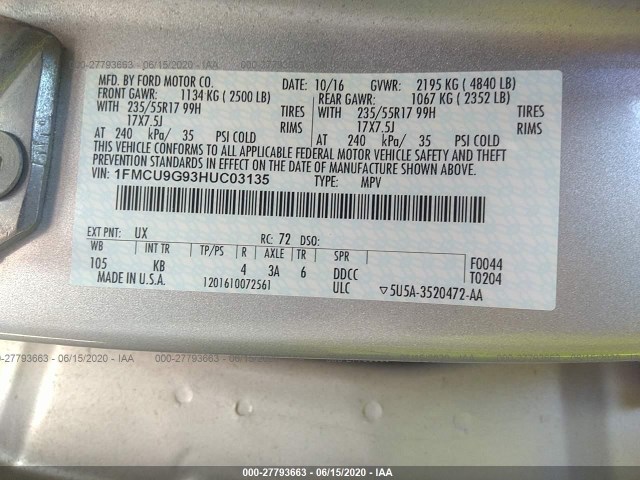 000-27793663 - 06/15/2020 - IAA
MFD. BY FORD MOTOR CO. DATE: 10/16 GVWR: 2195 KG ( 4840 LB)
FRONT GAWR: 1134 KG ( 2500 LB) REAR GAWR: 1067 KG ( 2352 LB)
WITH 235/55R17 99H TIRES WITH 235/55R17 99H TIRES
17X7.5J RIMS 17X7.5J RIMS
AT 240 kPa/ 35 PSI COLD AT 240 kPa/ 35 PSI COLD
THIS VEHICLE CONFORMS TO ALL APPLICABLE FEDERAL MOTOR VEHICLE SAFETY AND THEFT
PREVENTION STANDARDS IN EFFECT ON THE DATE OF MANUFACTURE SHOWN ABOVE.
VIN: 1FMCU9G93HUC03135 TYPE: MPV
EXT PNT: UX RC: 72 DSO:
WB INT TR TP/PS R AXLE TR SPR F0044
105 KB 4 3A 6 DDCC T0204
MADE IN U.S.A. 1201610072561 ULC ▽5U5A-3520472-AA
000-27793663 - 06/15/2020 - IAA
000-27793663 - 06/15/2020 - IAA
000-27793663 - 06/15/2020 - IAA